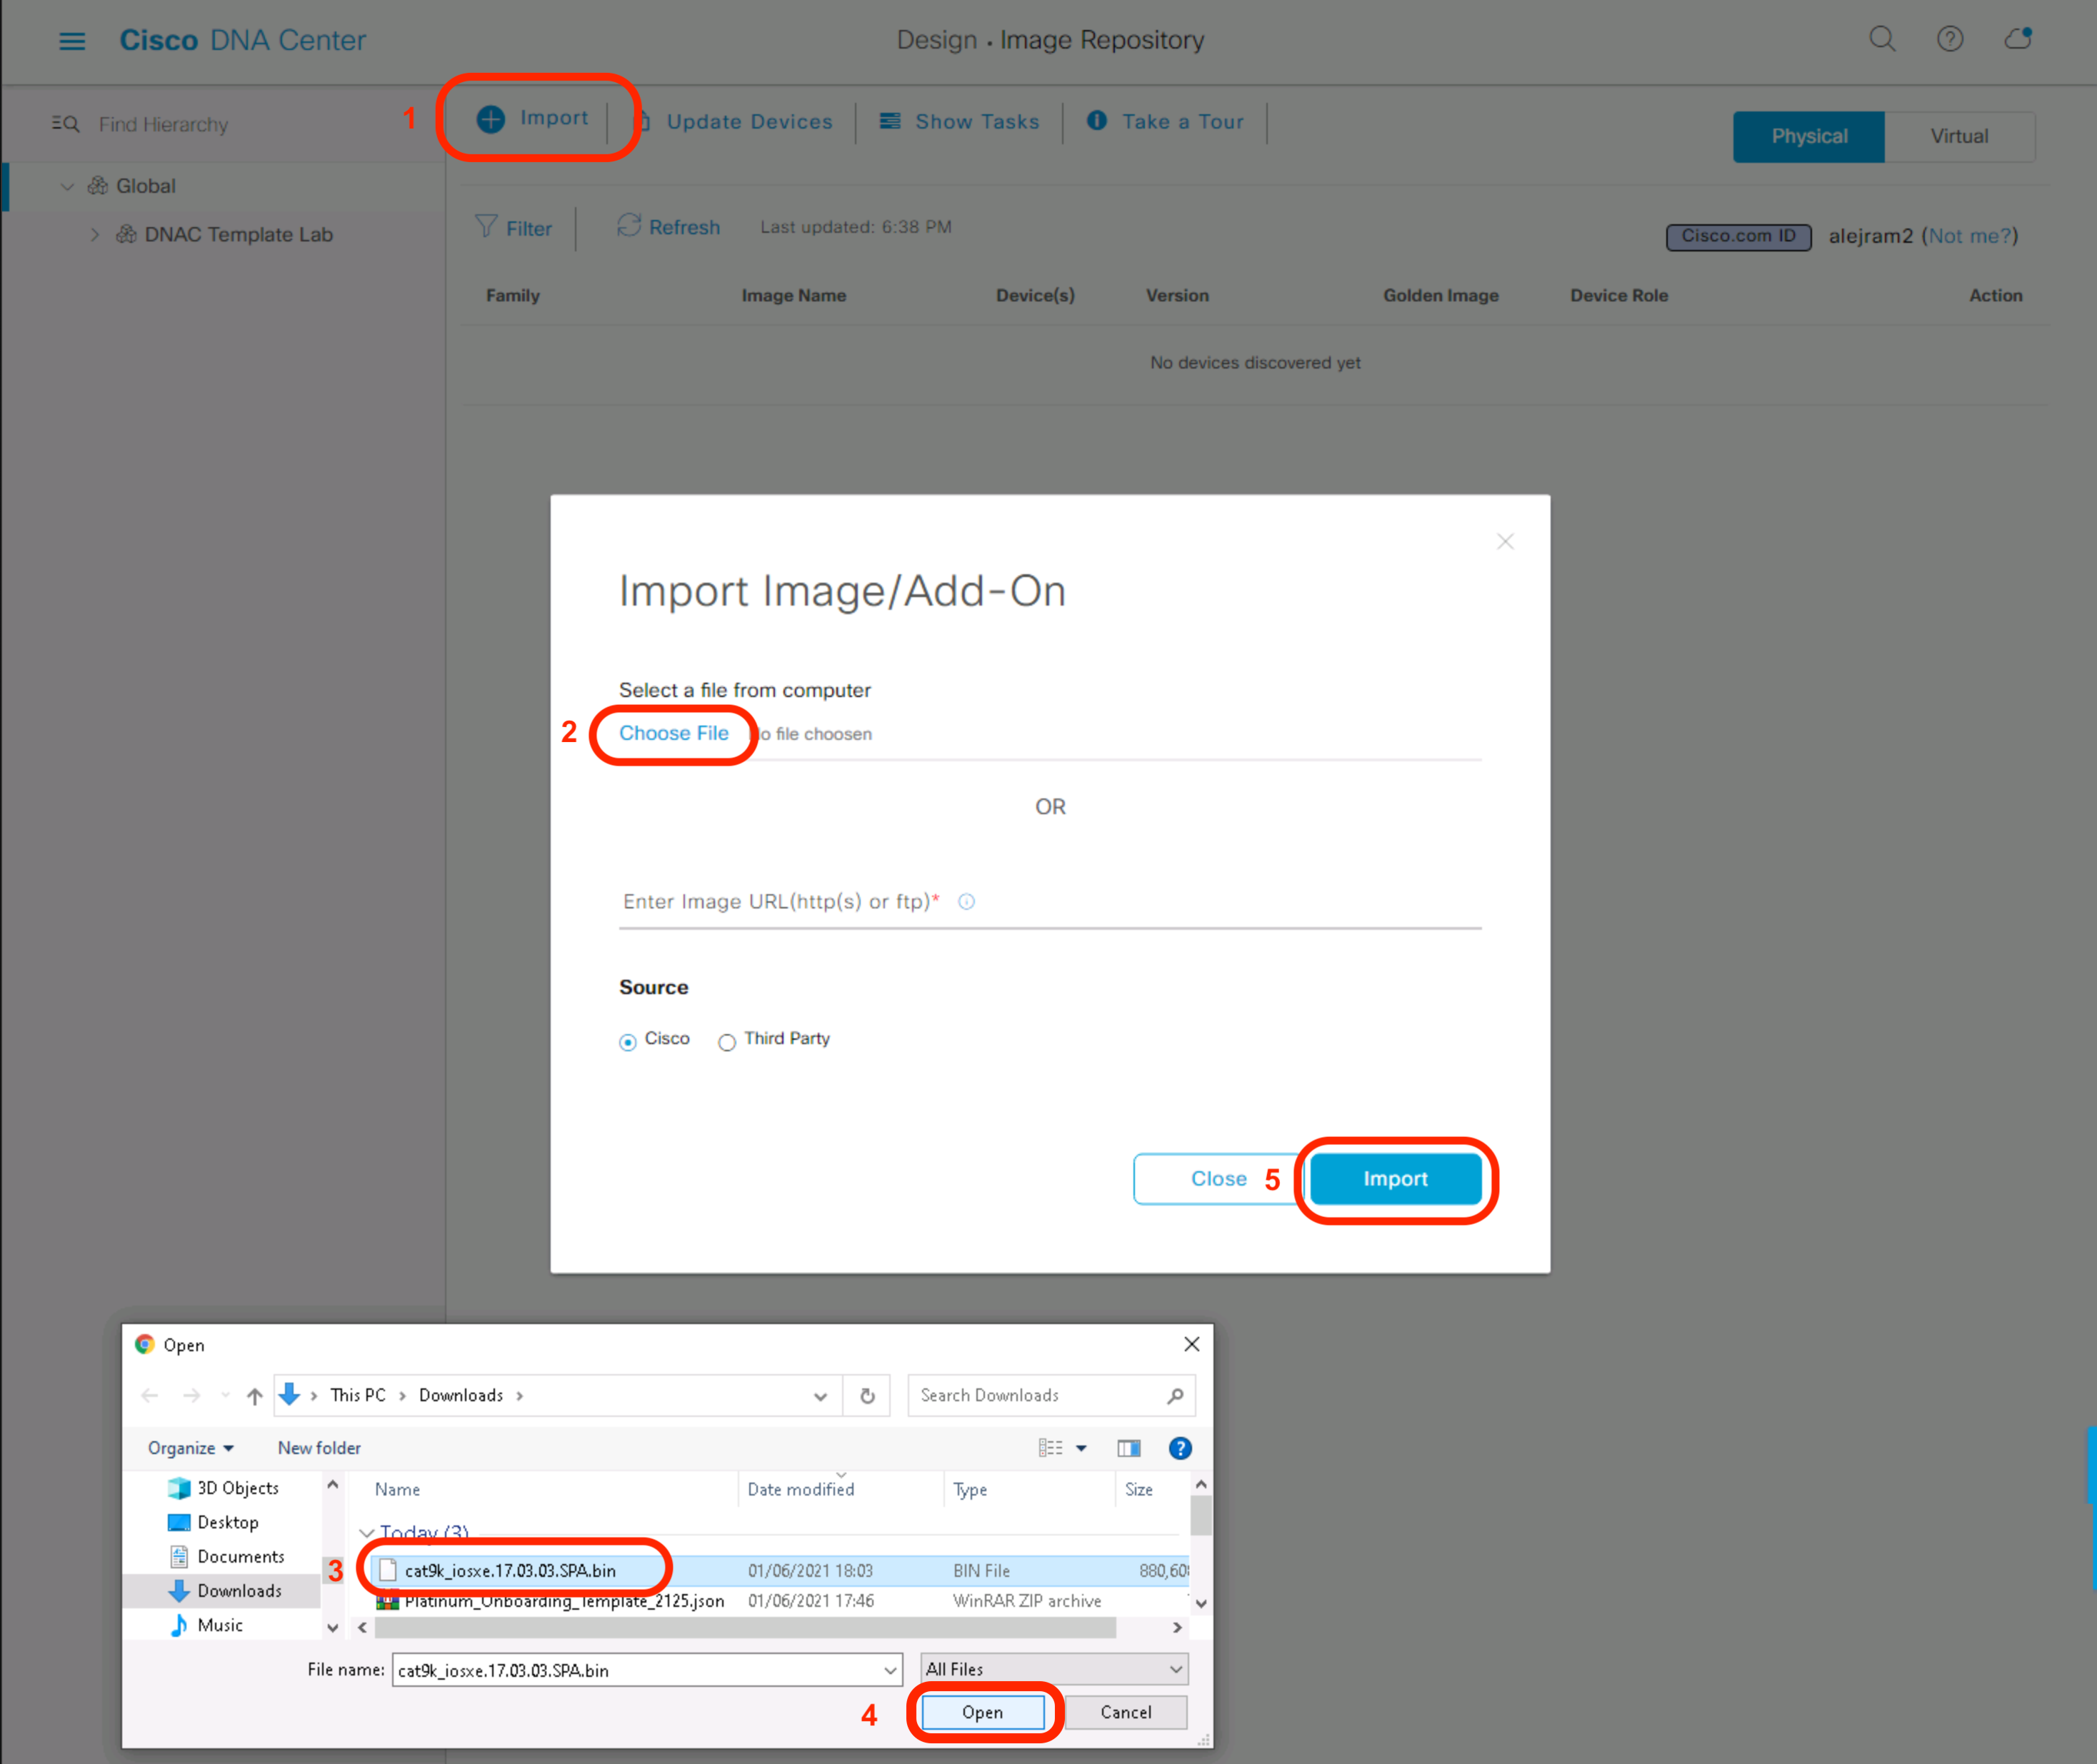 Cisco DNA Center
Design • Image Repository
Find Hierarchy
1
Import
Update Devices
Show Tasks
Take a Tour
Physical
Virtual
Global
DNAC Template Lab
Filter
Refresh
Last updated: 6:38 PM
Cisco.com ID
alejram2 (Not me?)
Family
Image Name
Device(s)
Version
Golden Image
Device Role
Action
No devices discovered yet
Import Image/Add-On
Select a file from computer
2
Choose File
o file choosen
OR
Enter Image URL(http(s) or ftp)*
Source
Cisco
Third Party
Close
5
Import
Open
This PC > Downloads >
Search Downloads
Organize
New folder
3D Objects
Desktop
Documents
Downloads
Music
Name
Date modified
Type
Size
Today (3)
3
cat9k_iosxe.17.03.03.SPA.bin
01/06/2021 18:03
BIN File
880,60
Platinum_Onboarding_Template_2125.json
01/06/2021 17:46
WinRAR ZIP archive
File name:
cat9k_iosxe.17.03.03.SPA.bin
All Files
4
Open
Cancel